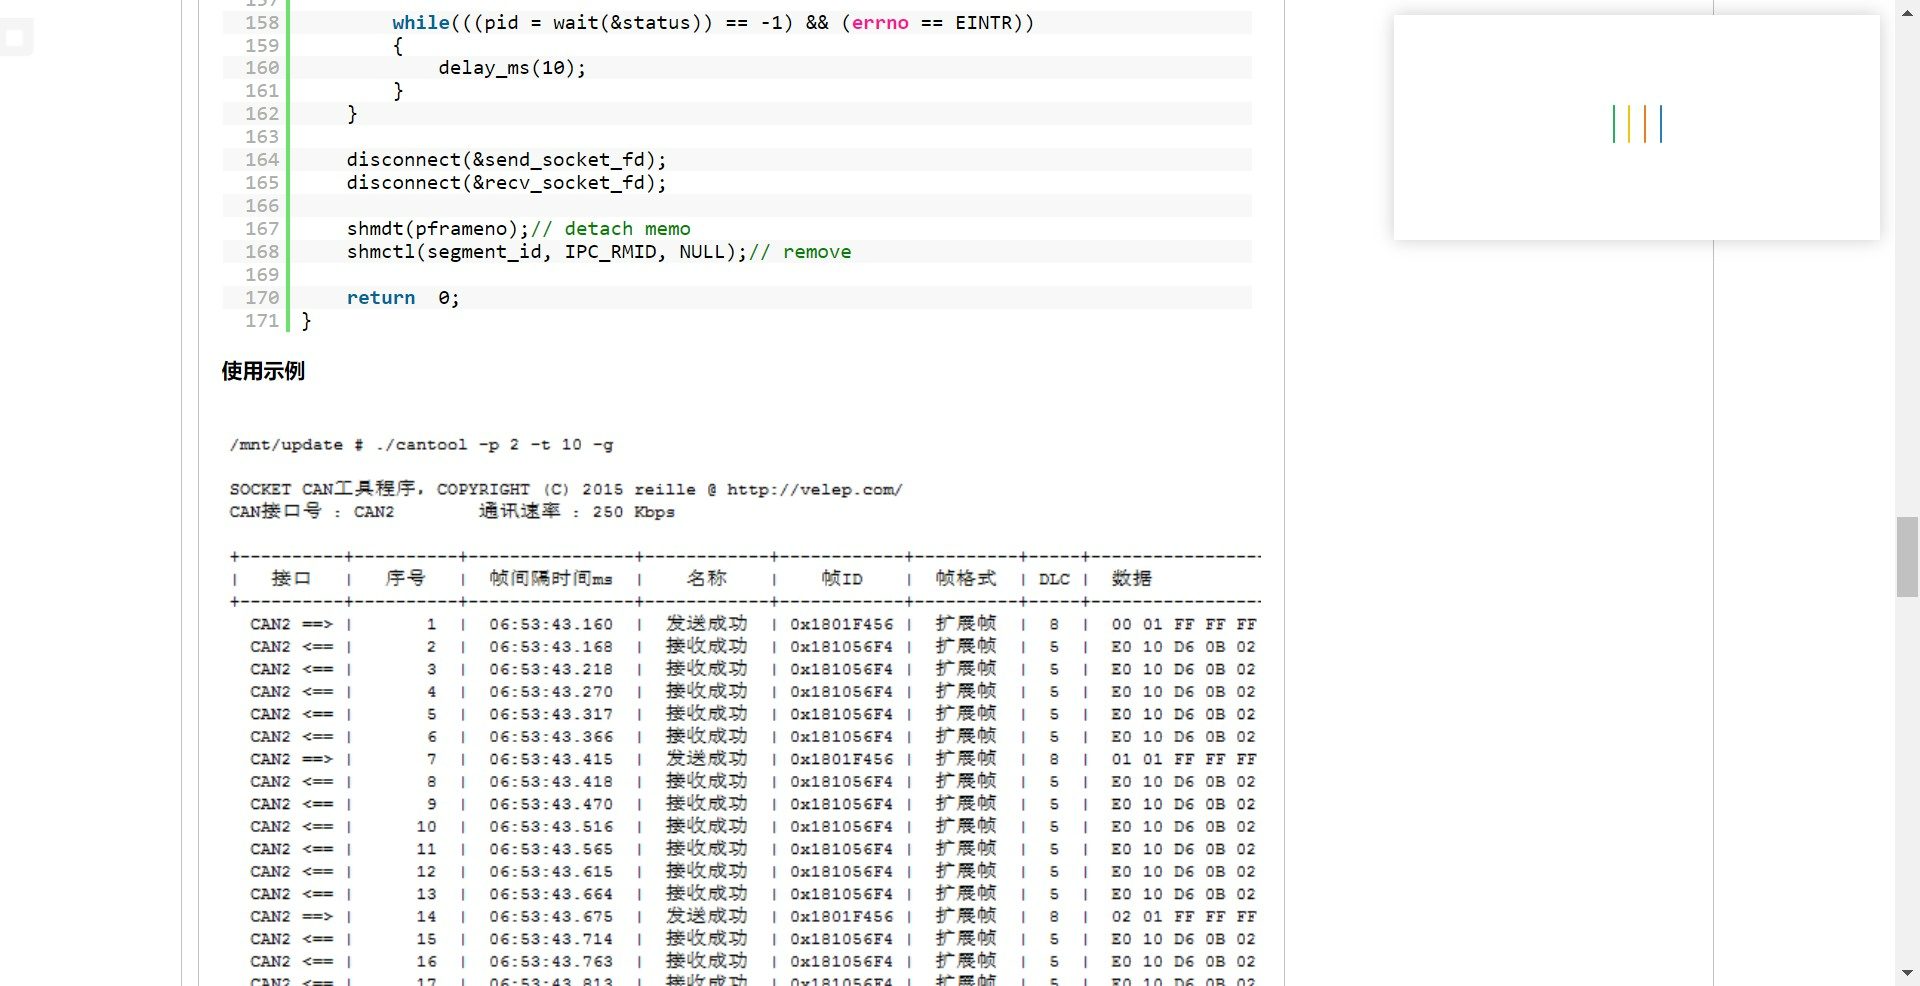 158 while(((pid = wait(&status)) == -1) && (errno == EINTR))
159 {
160 delay_ms(10);
161 }
162 }
163
164 disconnect(&send_socket_fd);
165 disconnect(&recv_socket_fd);
166
167 shmdt(pframeno);// detach memo
168 shmctl(segment_id, IPC_RMID, NULL);// remove
169
170 return  0;
171 }
使用示例
/mnt/update # ./cantool -p 2 -t 10 -g
SOCKET CAN工具程序, COPYRIGHT (C) 2015 reille @ http://velep.com/
CAN接口号 : CAN2 通讯速率 : 250 Kbps
+----------+----------+----------------+------------+------------+----------+-----+----------------
| 接口 | 序号 | 帧间隔时间ms | 名称 | 帧ID | 帧格式 | DLC | 数据
+----------+----------+----------------+------------+------------+----------+-----+----------------
CAN2 ==> | 1 | 06:53:43.160 | 发送成功 | 0x1801F456 | 扩展帧 | 8 | 00 01 FF FF FF
CAN2 <== | 2 | 06:53:43.168 | 接收成功 | 0x181056F4 | 扩展帧 | 5 | E0 10 D6 0B 02
CAN2 <== | 3 | 06:53:43.218 | 接收成功 | 0x181056F4 | 扩展帧 | 5 | E0 10 D6 0B 02
CAN2 <== | 4 | 06:53:43.270 | 接收成功 | 0x181056F4 | 扩展帧 | 5 | E0 10 D6 0B 02
CAN2 <== | 5 | 06:53:43.317 | 接收成功 | 0x181056F4 | 扩展帧 | 5 | E0 10 D6 0B 02
CAN2 <== | 6 | 06:53:43.366 | 接收成功 | 0x181056F4 | 扩展帧 | 5 | E0 10 D6 0B 02
CAN2 ==> | 7 | 06:53:43.415 | 发送成功 | 0x1801F456 | 扩展帧 | 8 | 01 01 FF FF FF
CAN2 <== | 8 | 06:53:43.418 | 接收成功 | 0x181056F4 | 扩展帧 | 5 | E0 10 D6 0B 02
CAN2 <== | 9 | 06:53:43.470 | 接收成功 | 0x181056F4 | 扩展帧 | 5 | E0 10 D6 0B 02
CAN2 <== | 10 | 06:53:43.516 | 接收成功 | 0x181056F4 | 扩展帧 | 5 | E0 10 D6 0B 02
CAN2 <== | 11 | 06:53:43.565 | 接收成功 | 0x181056F4 | 扩展帧 | 5 | E0 10 D6 0B 02
CAN2 <== | 12 | 06:53:43.615 | 接收成功 | 0x181056F4 | 扩展帧 | 5 | E0 10 D6 0B 02
CAN2 <== | 13 | 06:53:43.664 | 接收成功 | 0x181056F4 | 扩展帧 | 5 | E0 10 D6 0B 02
CAN2 ==> | 14 | 06:53:43.675 | 发送成功 | 0x1801F456 | 扩展帧 | 8 | 02 01 FF FF FF
CAN2 <== | 15 | 06:53:43.714 | 接收成功 | 0x181056F4 | 扩展帧 | 5 | E0 10 D6 0B 02
CAN2 <== | 16 | 06:53:43.763 | 接收成功 | 0x181056F4 | 扩展帧 | 5 | E0 10 D6 0B 02
CAN2 <== | 17 | 06:53:43.813 | 接收成功 | 0x181056F4 | 扩展帧 | 5 | E0 10 D6 0B 02